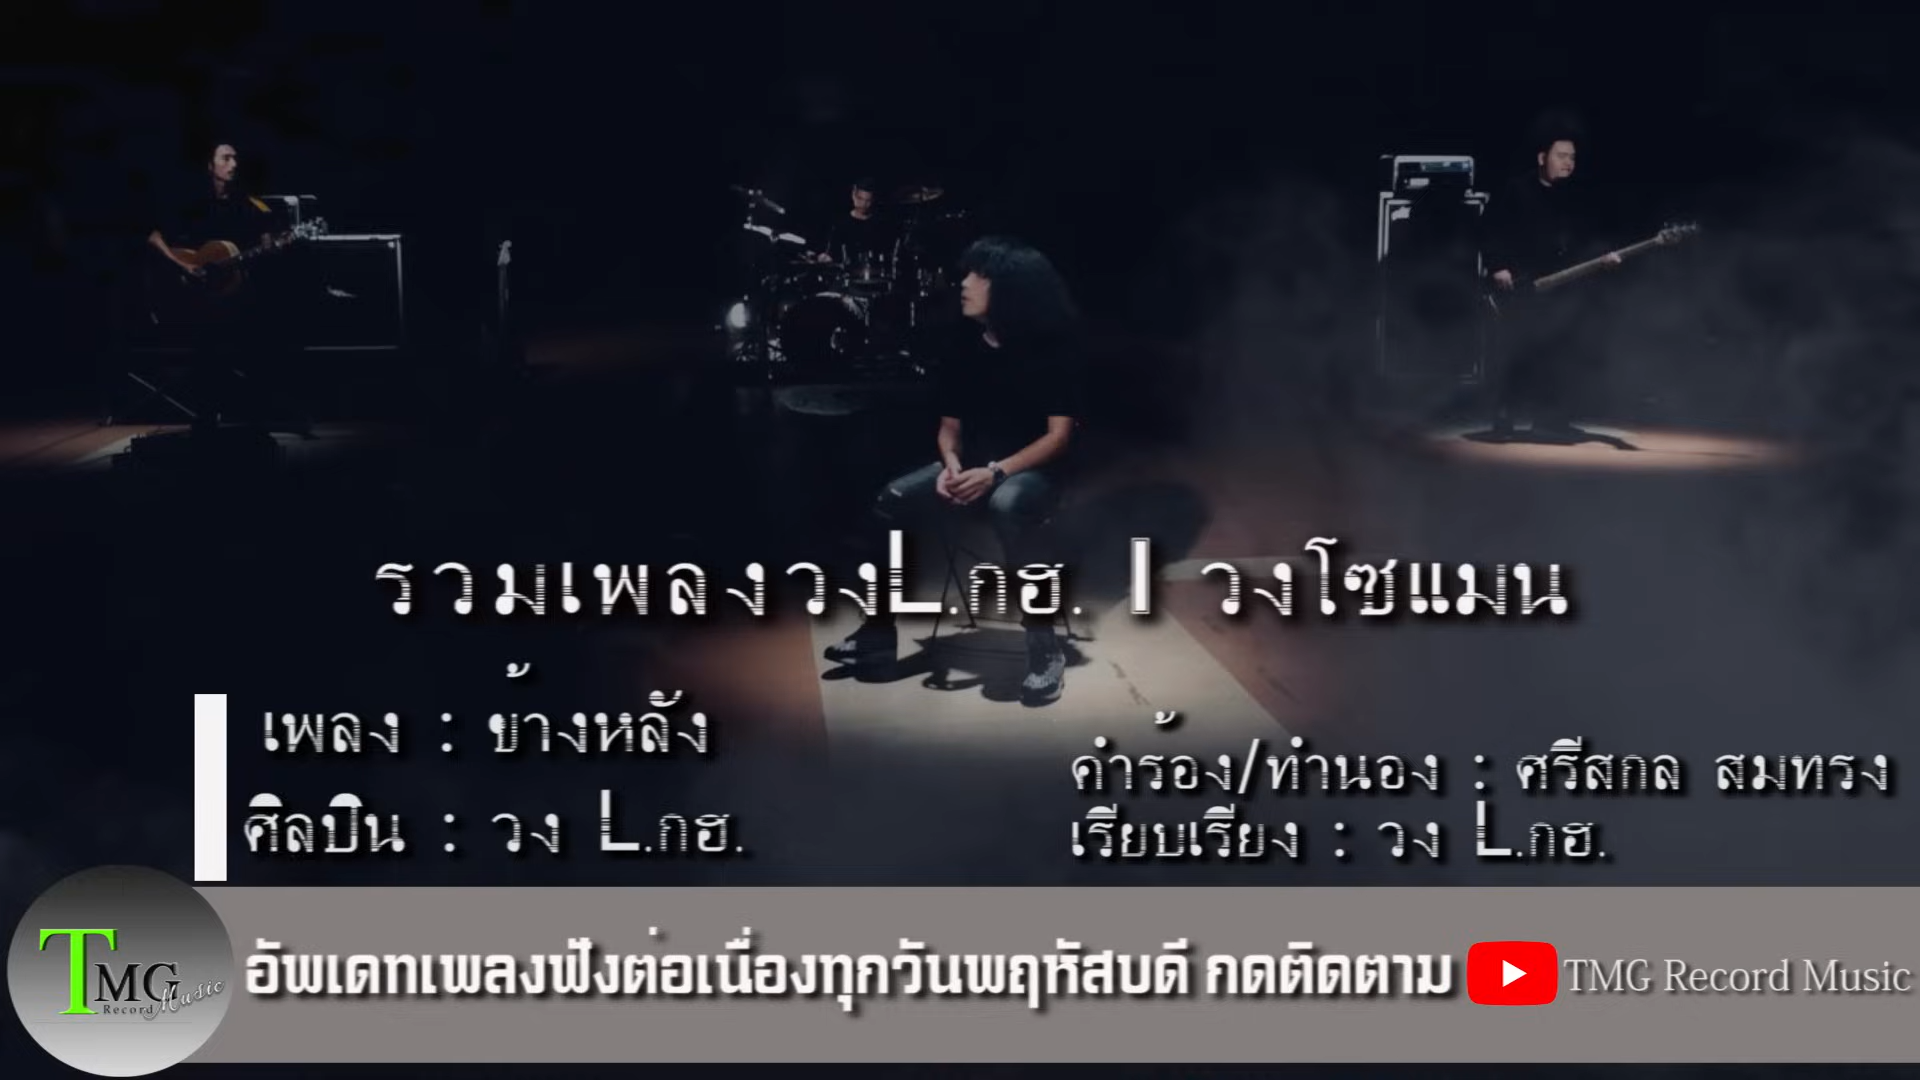 รวมเพลงวงL.กฮ. I วงโซแมน
เพลง : ข้างหลัง
ศิลปิน : วง L.กฮ.
คำร้อง/ทำนอง : ศรีสกล สมทรง
เรียบเรียง : วง L.กฮ.
TMG
Record Music
อัพเดทเพลงฟังต่อเนื่องทุกวันพฤหัสบดี กดติดตาม TMG Record Music